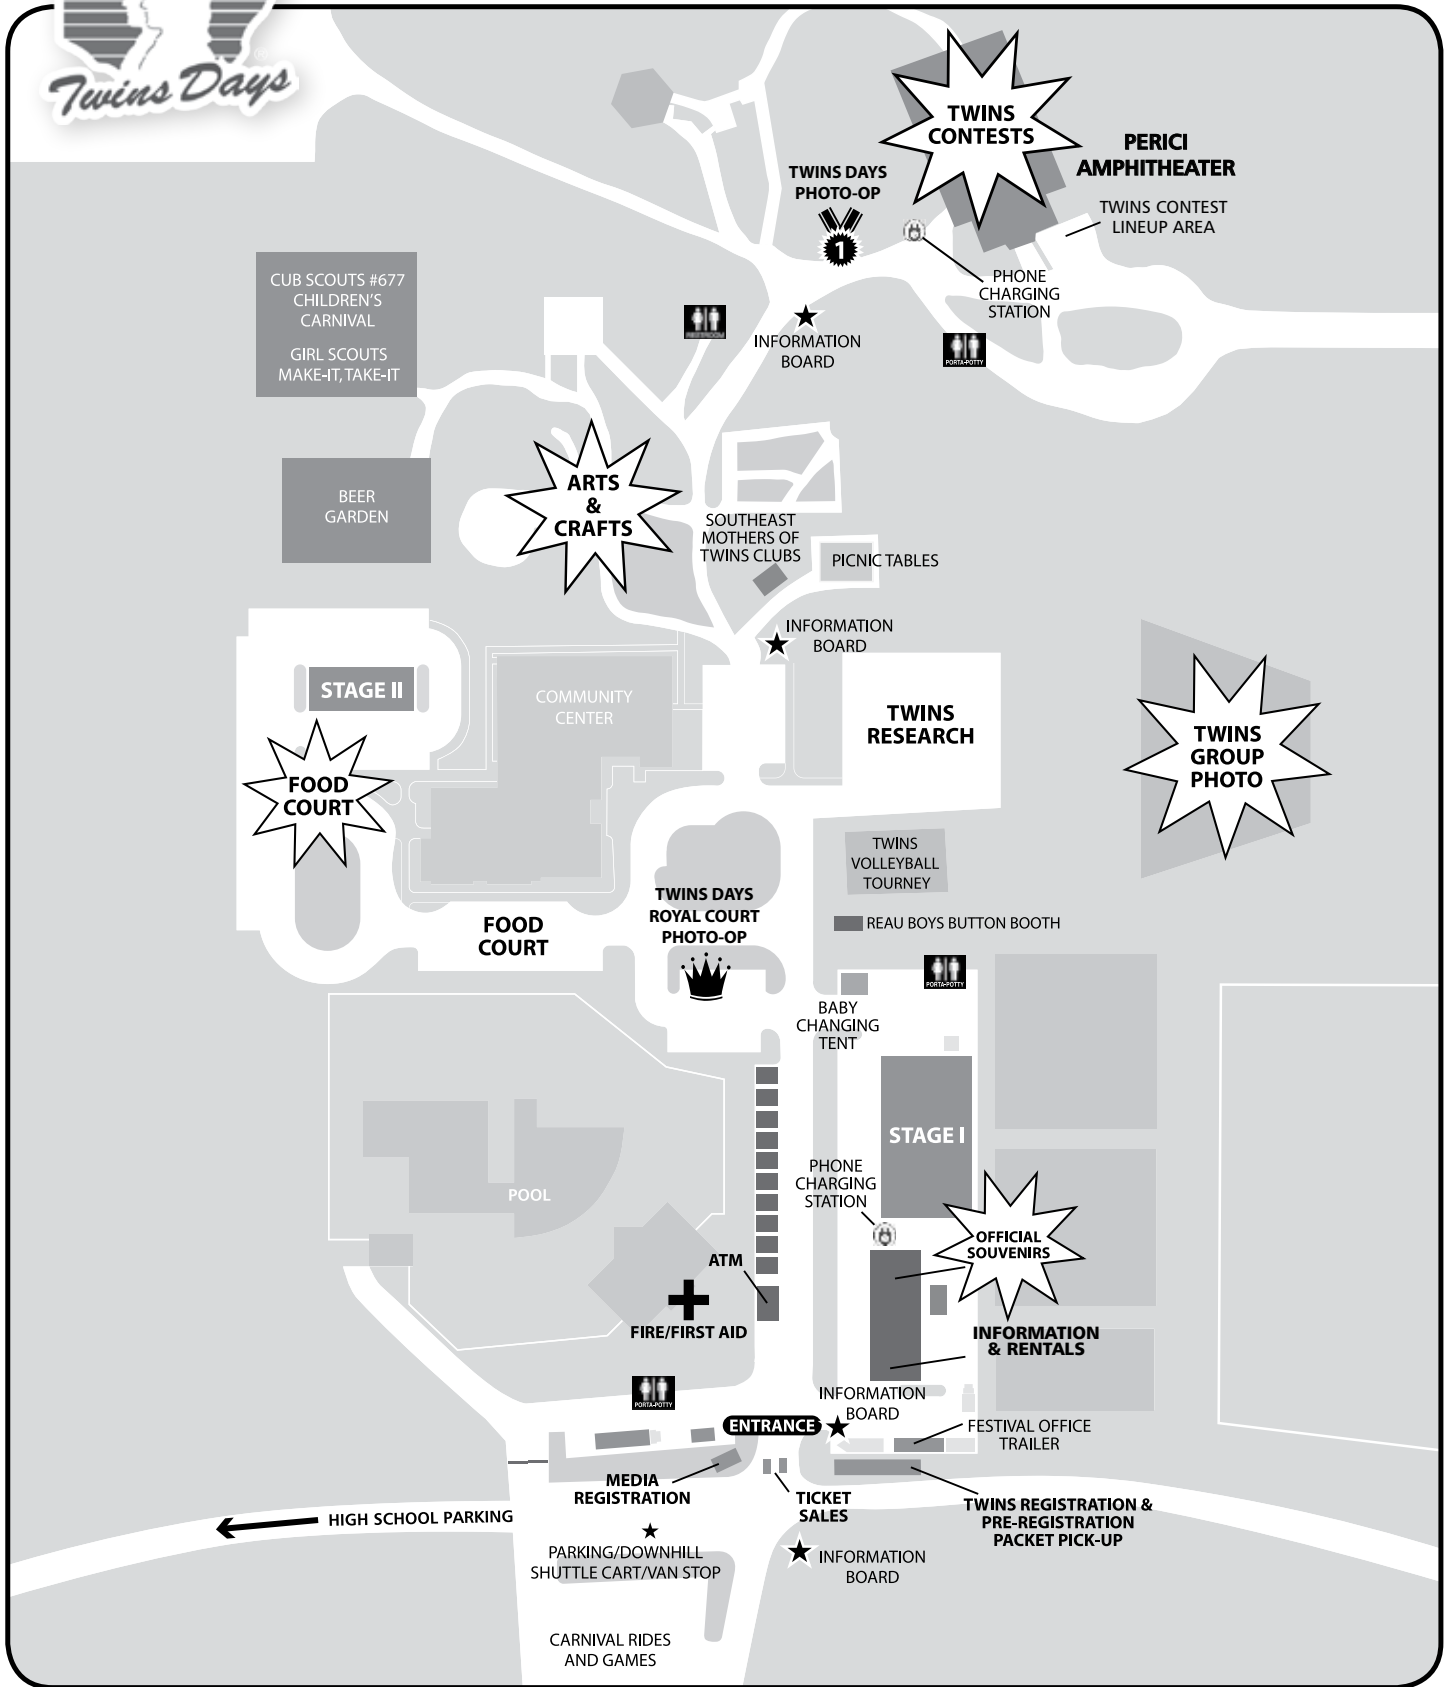 Twins Days
®
TWINS
CONTESTS
PERICI
AMPHITHEATER
TWINS DAYS
PHOTO-OP
1
TWINS CONTEST
LINEUP AREA
PHONE
CHARGING
STATION
CUB SCOUTS #677
CHILDREN'S
CARNIVAL
GIRL SCOUTS
MAKE-IT, TAKE-IT
RESTROOM
INFORMATION
BOARD
PORTA-POTTY
BEER
GARDEN
ARTS
&
CRAFTS
SOUTHEAST
MOTHERS OF
TWINS CLUBS
PICNIC TABLES
INFORMATION
BOARD
STAGE II
COMMUNITY
CENTER
TWINS
RESEARCH
TWINS
GROUP
PHOTO
FOOD
COURT
TWINS
VOLLEYBALL
TOURNEY
TWINS DAYS
ROYAL COURT
PHOTO-OP
FOOD
COURT
REAU BOYS BUTTON BOOTH
PORTA-POTTY
BABY
CHANGING
TENT
STAGE I
PHONE
CHARGING
STATION
POOL
OFFICIAL
SOUVENIRS
ATM
FIRE/FIRST AID
INFORMATION
& RENTALS
PORTA-POTTY
INFORMATION
BOARD
ENTRANCE
FESTIVAL OFFICE
TRAILER
MEDIA
REGISTRATION
TICKET
SALES
TWINS REGISTRATION &
PRE-REGISTRATION
PACKET PICK-UP
HIGH SCHOOL PARKING
PARKING/DOWNHILL
SHUTTLE CART/VAN STOP
INFORMATION
BOARD
CARNIVAL RIDES
AND GAMES